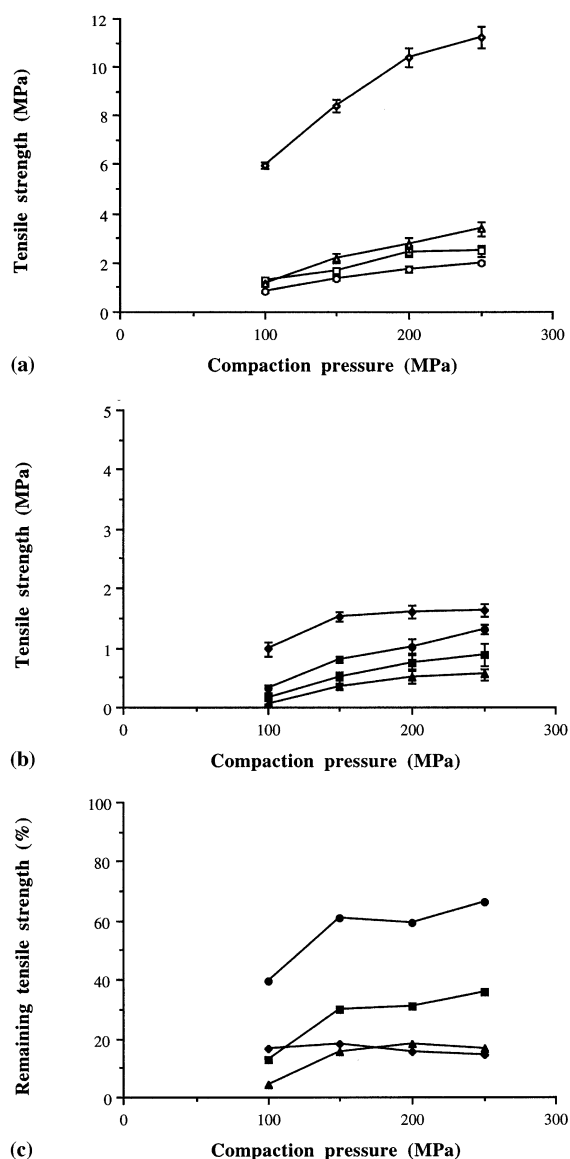 12
10
8
6
4
2
0
Tensile strength (MPa)
0 100 200 300
(a) Compaction pressure (MPa)
5
4
3
2
1
0
Tensile strength (MPa)
0 100 200 300
(b) Compaction pressure (MPa)
100
80
60
40
20
0
Remaining tensile strength (%)
0 100 200 300
(c) Compaction pressure (MPa)